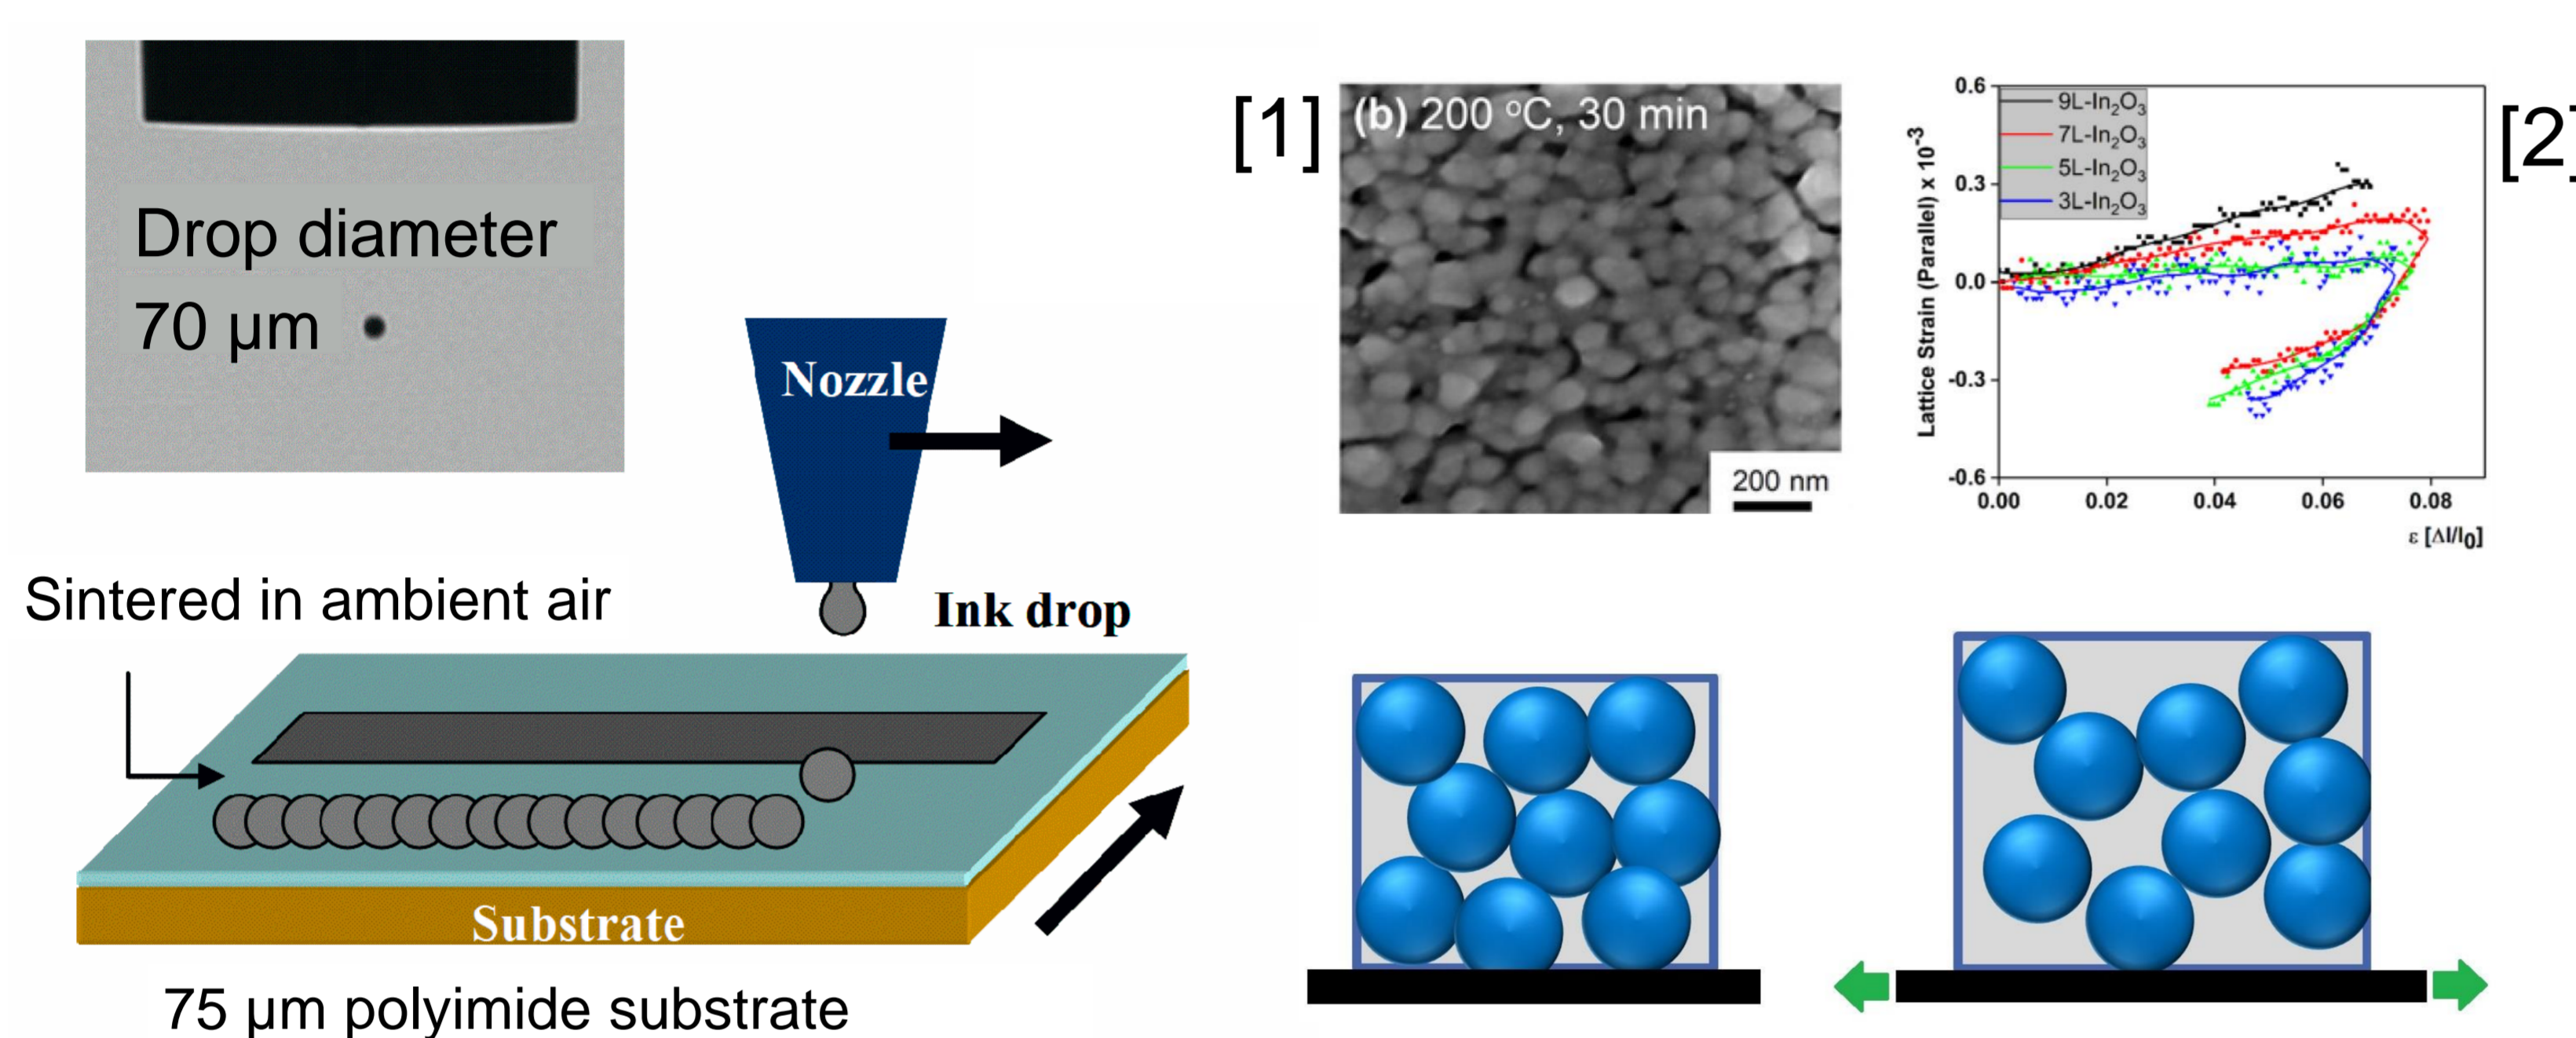 Drop diameter
70 µm
Nozzle
Ink drop
Sintered in ambient air
Substrate
75 µm polyimide substrate
[1]
(b) 200 ºC, 30 min
200 nm
[2]
0.6
0.3
0.0
-0.3
-0.6
Lattice Strain (Parallel) x 10⁻³
9L-In₂O₃
7L-In₂O₃
5L-In₂O₃
3L-In₂O₃
0.00 0.02 0.04 0.06 0.08
ε [Δl/l₀]